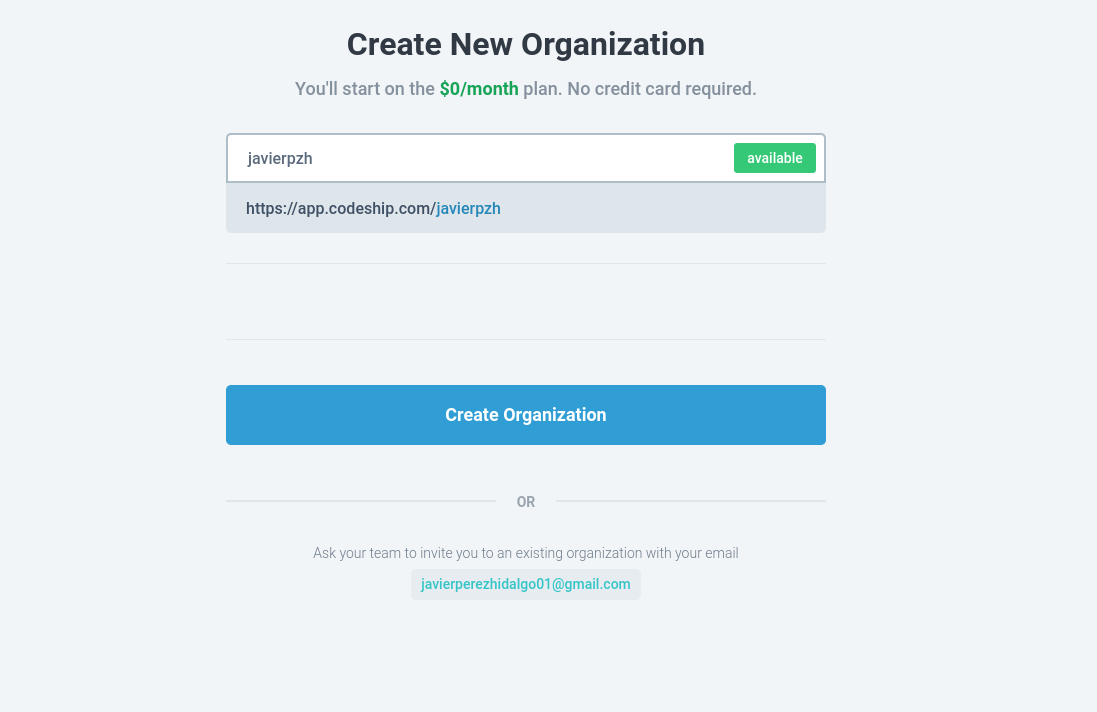 Create New Organization
You'll start on the $0/month plan. No credit card required.
javierpzh
available
https://app.codeship.com/javierpzh
Create Organization
OR
Ask your team to invite you to an existing organization with your email
javierperezhidalgo01@gmail.com